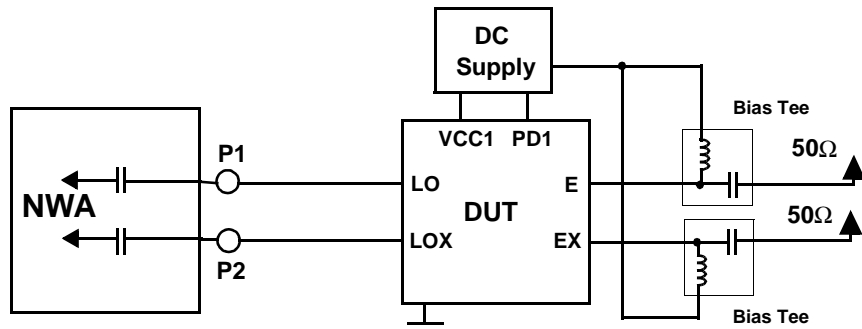 DC
Supply
Bias Tee
VCC1 PD1
P1
50Ω
LO
E
NWA
DUT
50Ω
LOX
EX
P2
Bias Tee